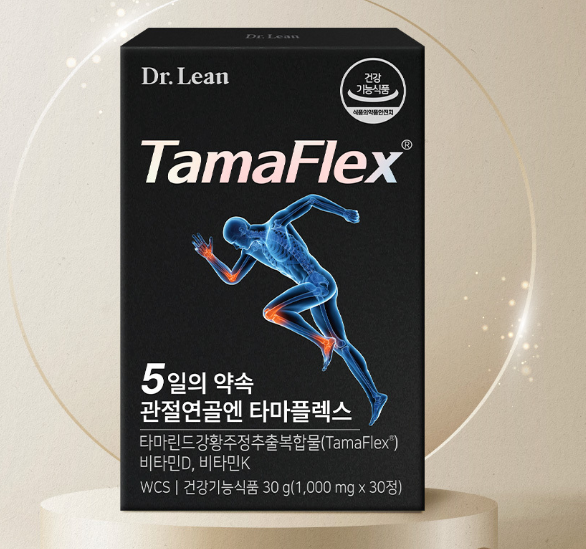 Dr. Lean
Dr. Lean
건강
기능식품
식품의약품안전처
TamaFlex®
5일의 약속
관절연골엔 타마플렉스
타마린드강황주정추출복합물(TamaFlex®)
비타민D, 비타민K
WCS | 건강기능식품 30 g(1,000 mg x 30정)